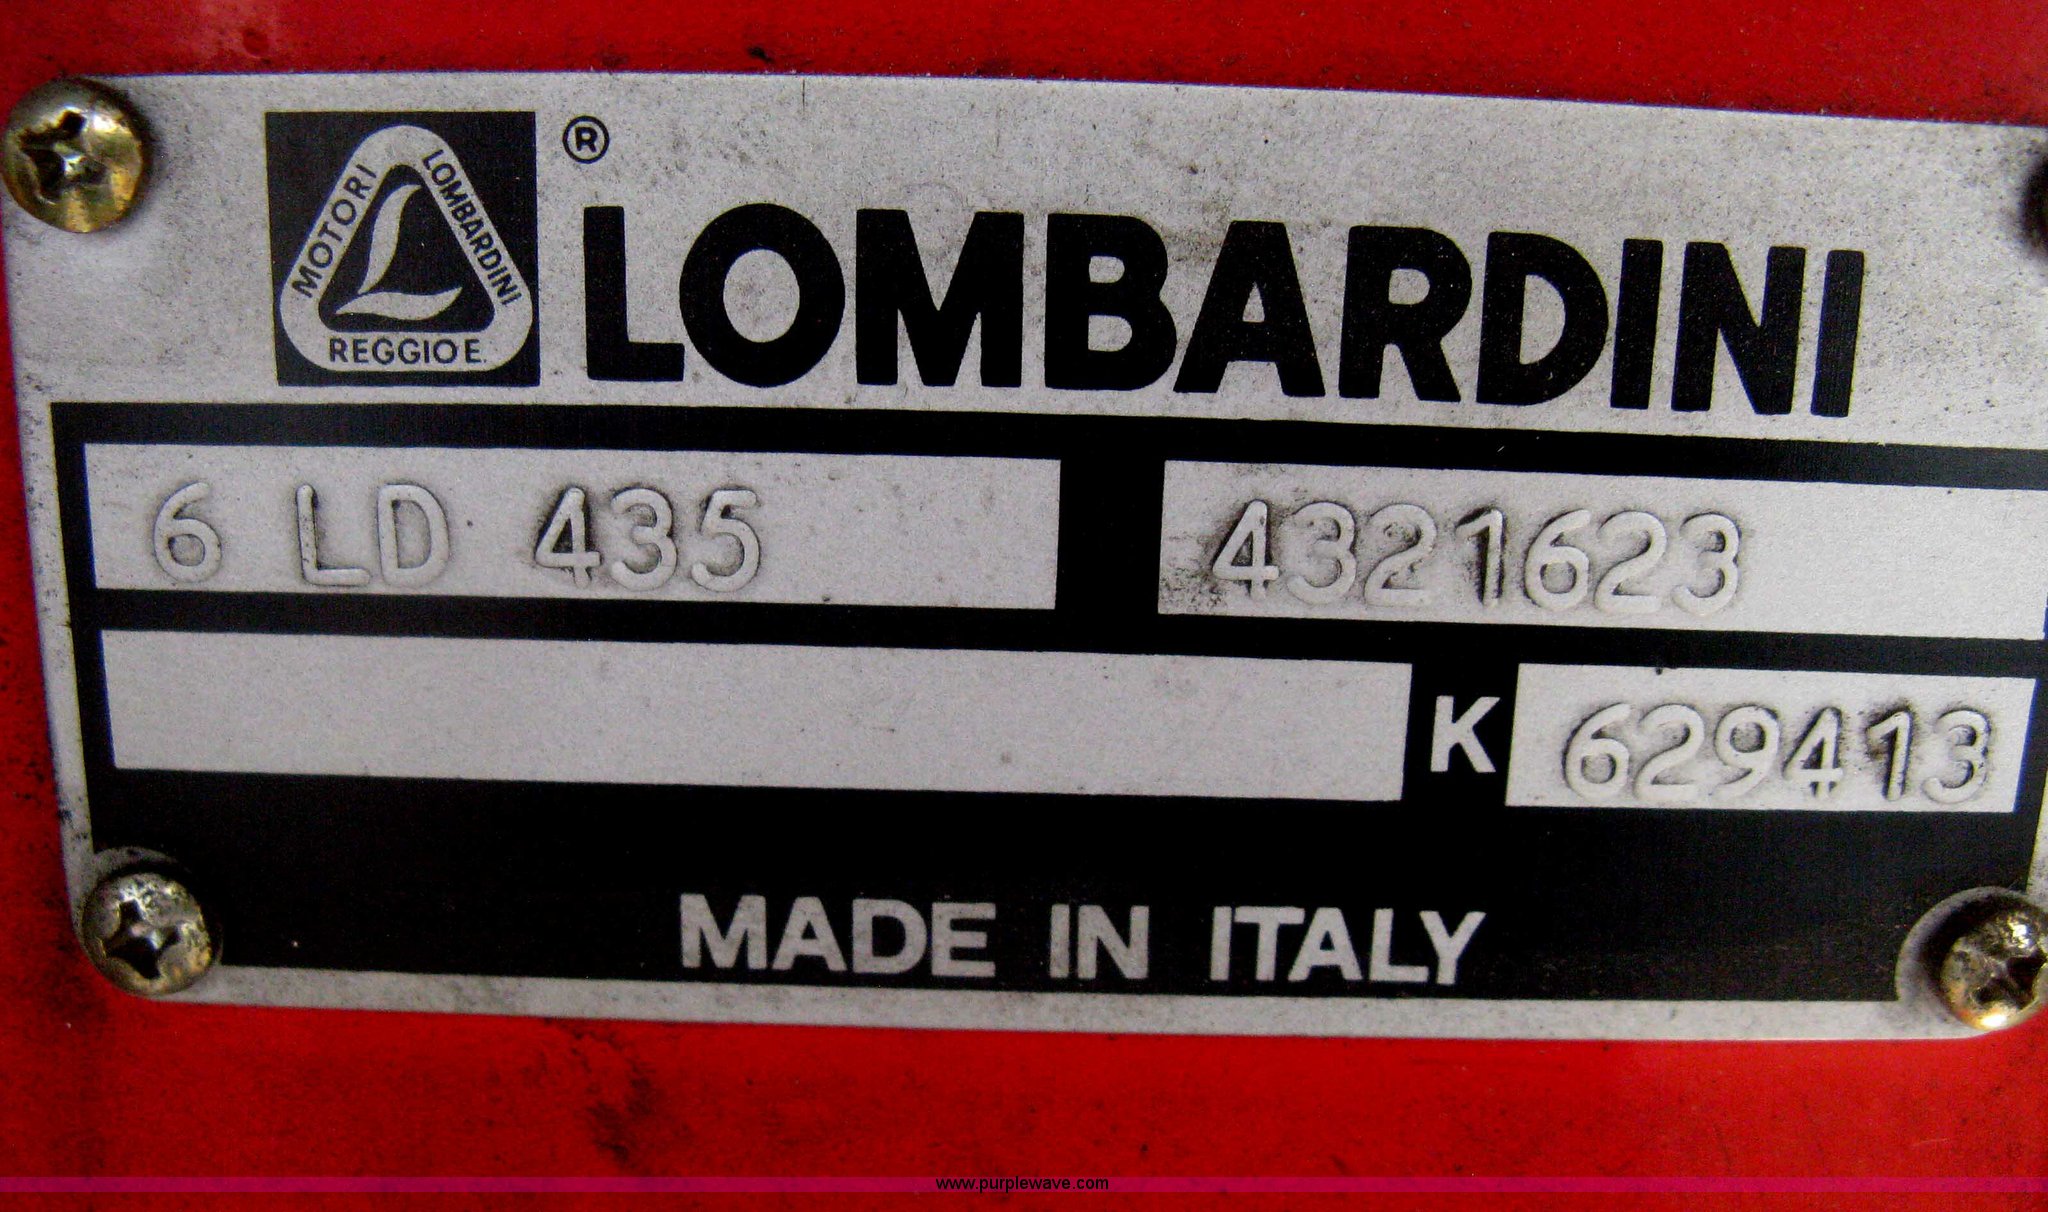 MOTORI LOMBARDINI
REGGIO E.
®
LOMBARDINI
6 LD 435 4321623
K 629413
MADE IN ITALY
www.purplewave.com